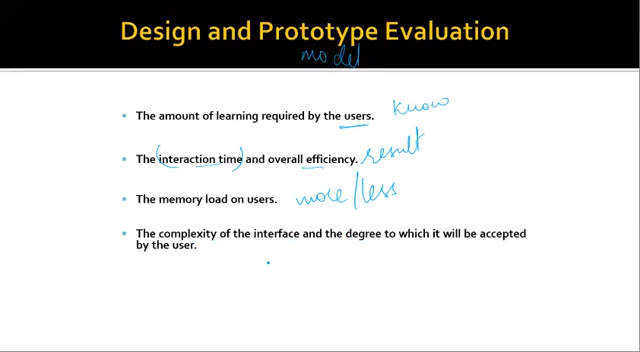 Design and Prototype Evaluation
model
The amount of learning required by the users. know
The interaction time and overall efficiency. result
The memory load on users. more/less
The complexity of the interface and the degree to which it will be accepted
by the user.